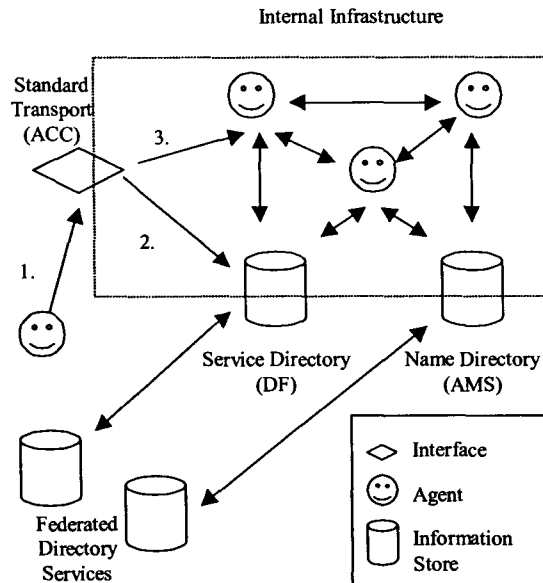 Internal Infrastructure
Standard
Transport
(ACC)
3.
2.
1.
Service Directory
(DF)
Name Directory
(AMS)
Federated
Directory
Services
Interface
Agent
Information
Store